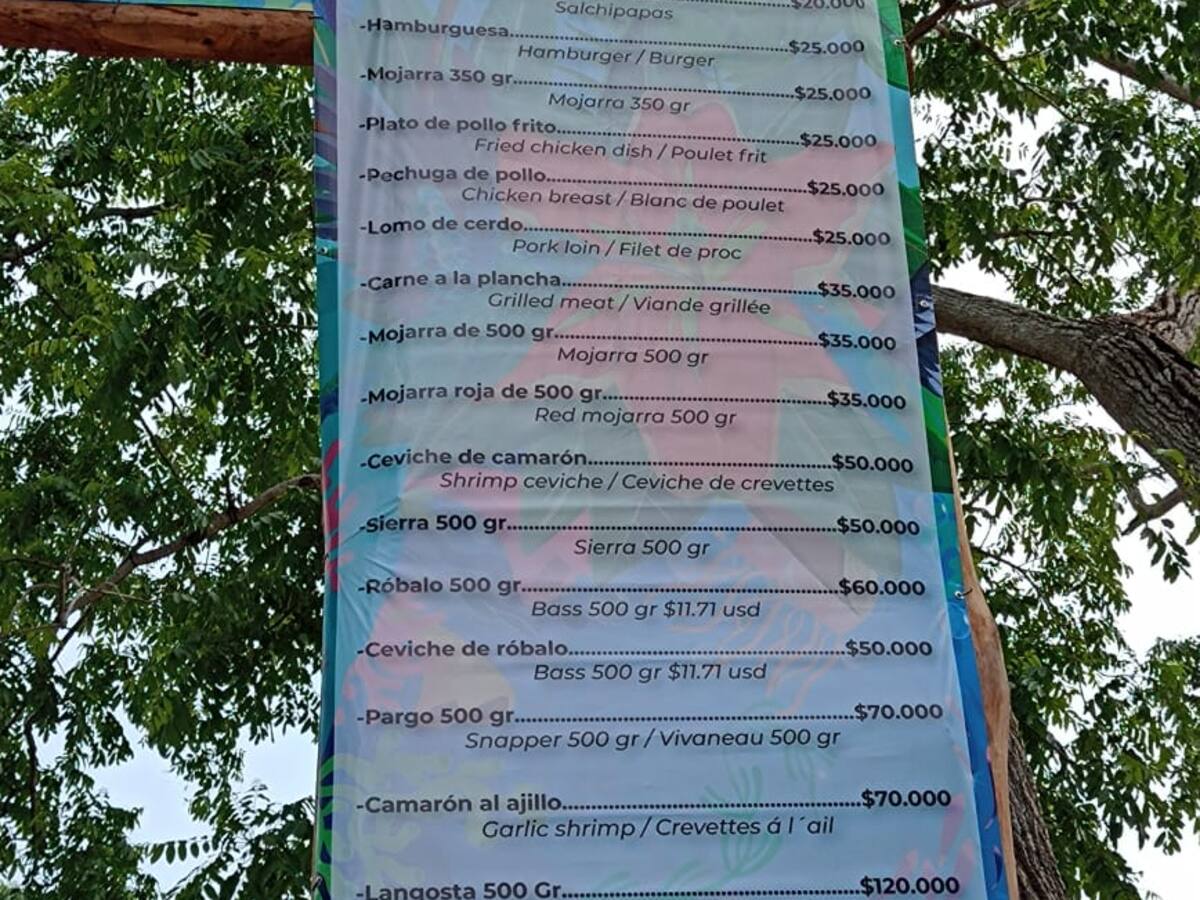 $20.000
Salchipapas
-Hamburguesa........$25.000
Hamburger / Burger
-Mojarra 350 gr........$25.000
Mojarra 350 gr
-Plato de pollo frito........$25.000
Fried chicken dish / Poulet frit
-Pechuga de pollo........$25.000
Chicken breast / Blanc de poulet
-Lomo de cerdo........$25.000
Pork loin / Filet de proc
-Carne a la plancha........$35.000
Grilled meat / Viande grillée
-Mojarra de 500 gr........$35.000
Mojarra 500 gr
-Mojarra roja de 500 gr........$35.000
Red mojarra 500 gr
-Ceviche de camarón........$50.000
Shrimp ceviche / Ceviche de crevettes
-Sierra 500 gr........$50.000
Sierra 500 gr
-Róbalo 500 gr........$60.000
Bass 500 gr $11.71 usd
-Ceviche de róbalo........$50.000
Bass 500 gr $11.71 usd
-Pargo 500 gr........$70.000
Snapper 500 gr / Vivaneau 500 gr
-Camarón al ajillo........$70.000
Garlic shrimp / Crevettes á l´ail
-Langosta 500 Gr........$120.000